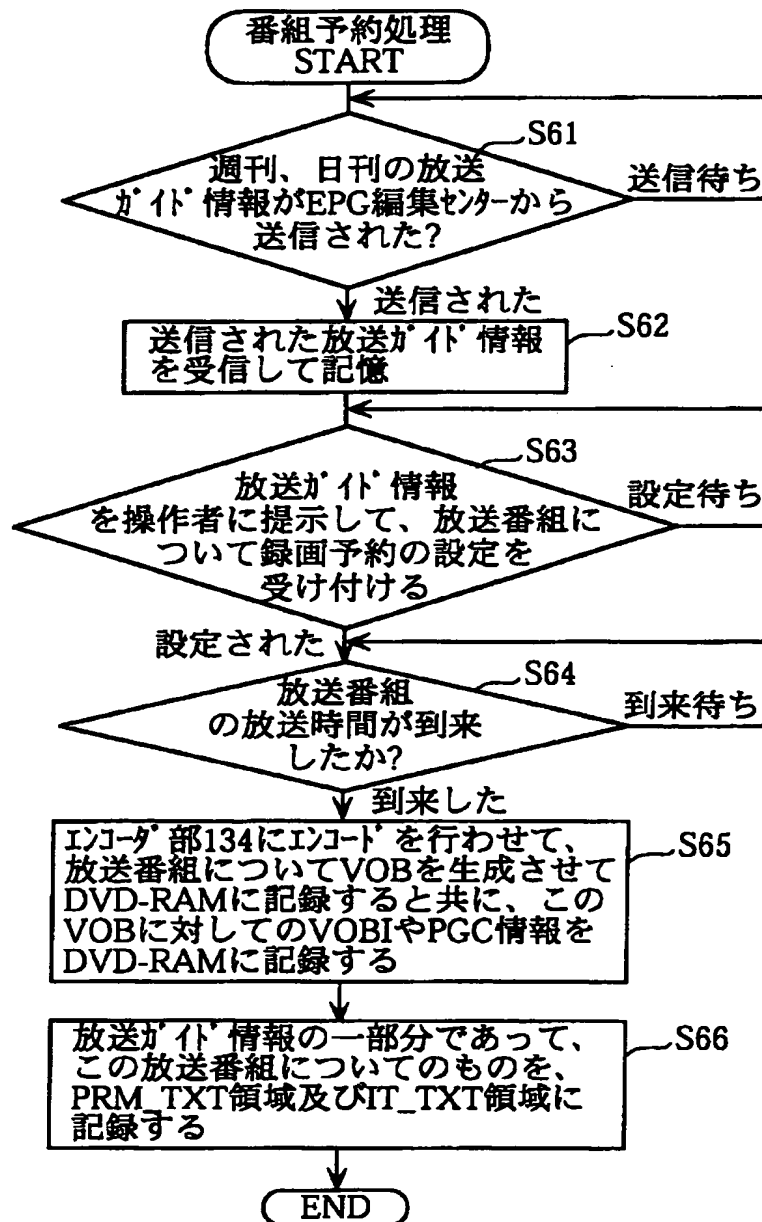 番組予約処理
START
S61
週刊、日刊の放送
ｶﾞｲﾄﾞ情報がEPG編集ｾﾝﾀｰから
送信された?
送信待ち
送信された
S62
送信された放送ｶﾞｲﾄﾞ情報
を受信して記憶
S63
放送ｶﾞｲﾄﾞ情報
を操作者に提示して、放送番組に
ついて録画予約の設定を
受け付ける
設定待ち
設定された
S64
放送番組
の放送時間が到来
したか?
到来待ち
到来した
S65
ｴﾝｺｰﾀﾞ部134にｴﾝｺｰﾄﾞを行わせて、
放送番組についてVOBを生成させて
DVD-RAMに記録すると共に、この
VOBに対してのVOBIやPGC情報を
DVD-RAMに記録する
S66
放送ｶﾞｲﾄﾞ情報の一部分であって、
この放送番組についてのものを、
PRM_TXT領域及びIT_TXT領域に
記録する
END